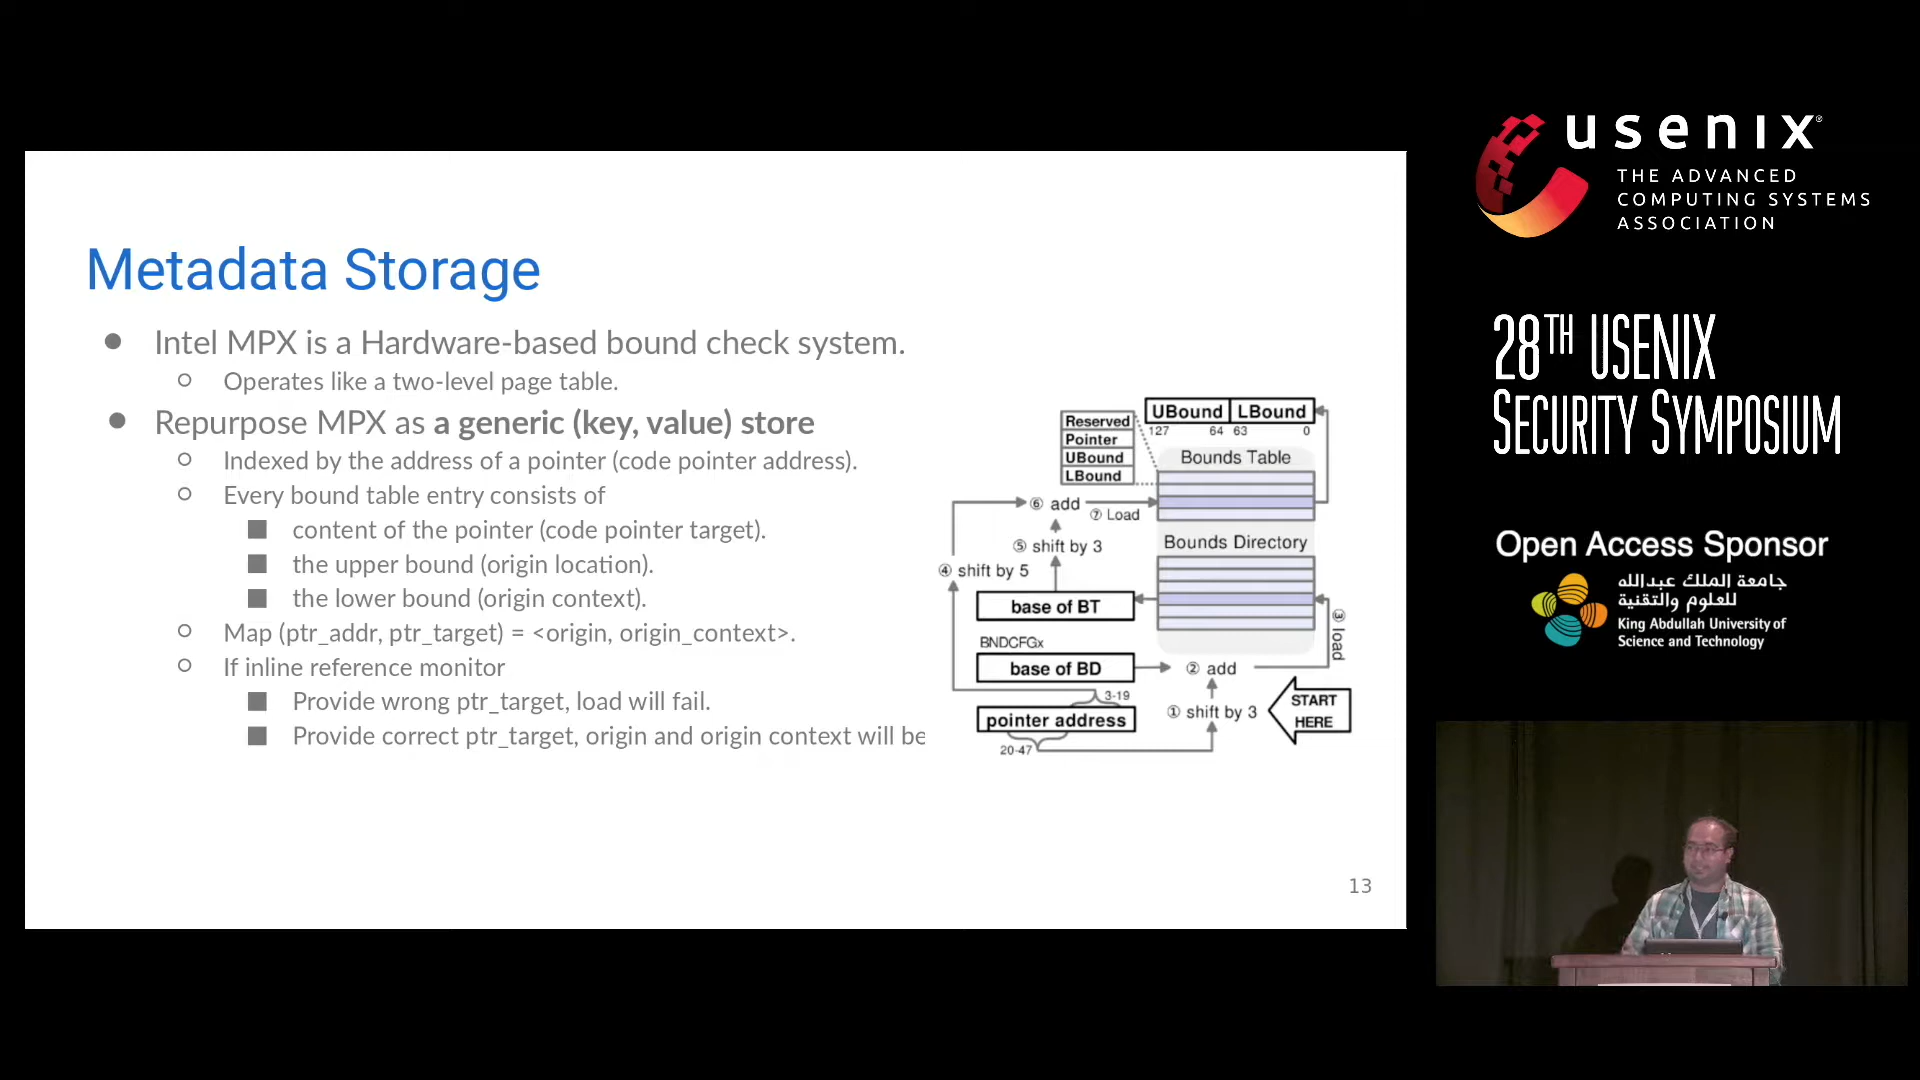 Metadata Storage
● Intel MPX is a Hardware-based bound check system.
○ Operates like a two-level page table.
● Repurpose MPX as a generic (key, value) store
○ Indexed by the address of a pointer (code pointer address).
○ Every bound table entry consists of
■ content of the pointer (code pointer target).
■ the upper bound (origin location).
■ the lower bound (origin context).
○ Map (ptr_addr, ptr_target) = <origin, origin_context>.
○ If inline reference monitor
■ Provide wrong ptr_target, load will fail.
■ Provide correct ptr_target, origin and origin context will be
UBound LBound
127 64 63 0
Reserved
Pointer
UBound
LBound
Bounds Table
⑥ add
⑦ Load
⑤ shift by 3
Bounds Directory
④ shift by 5
base of BT
③ load
BNDCFGx
base of BD
② add
3-19
pointer address
① shift by 3
START
HERE
20-47
13
usenix®
THE ADVANCED
COMPUTING SYSTEMS
ASSOCIATION
28TH USENIX
SECURITY SYMPOSIUM
Open Access Sponsor
جامعة الملك عبدالله
للعلوم والتقنية
King Abdullah University of
Science and Technology